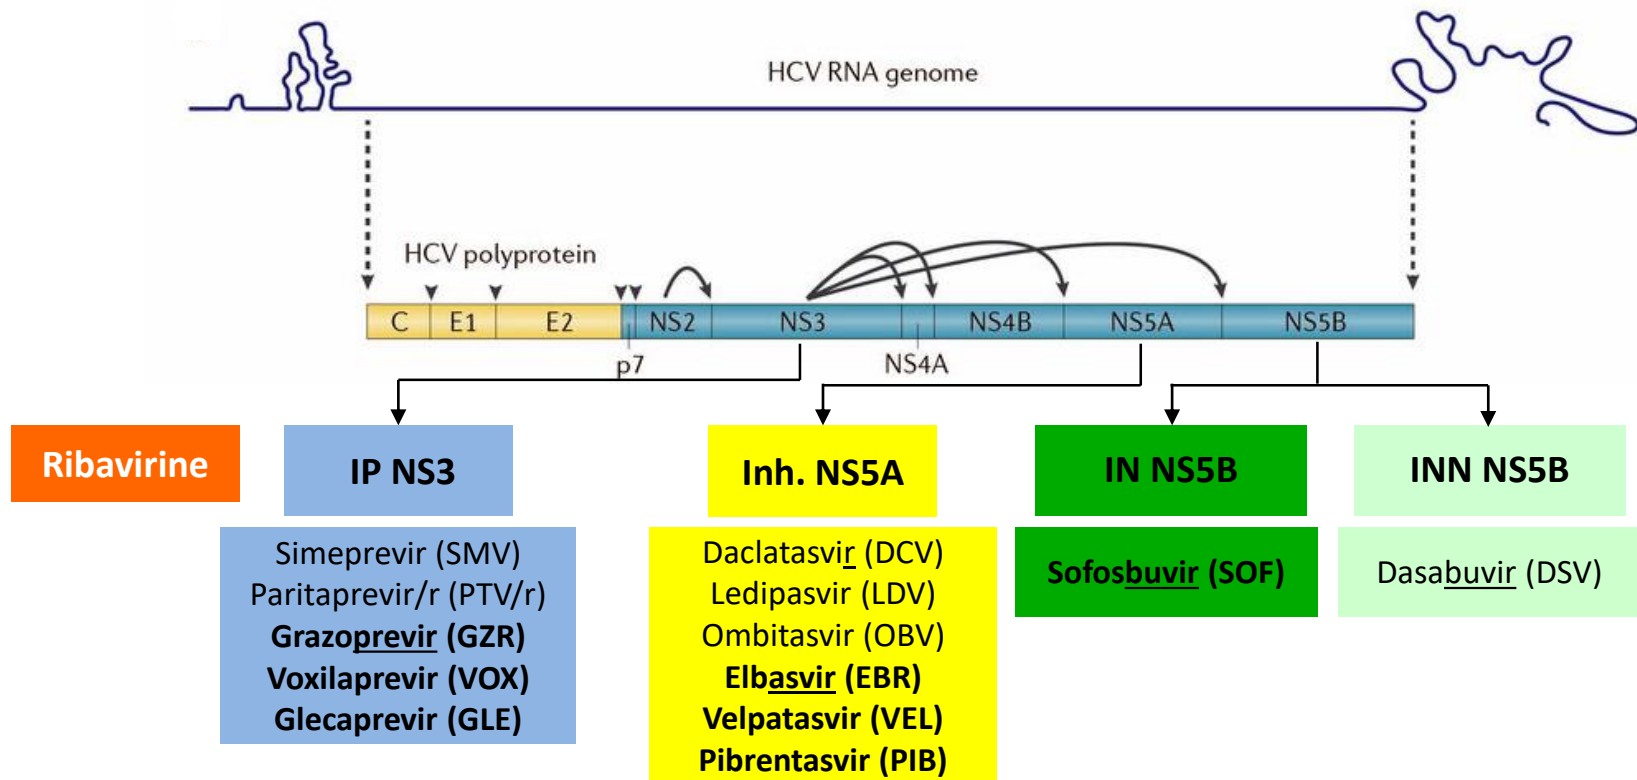 HCV RNA genome
HCV polyprotein
C E1 E2 NS2 NS3 NS4B NS5A NS5B
p7 NS4A
Ribavirine
IP NS3
Inh. NS5A
IN NS5B
INN NS5B
Simeprevir (SMV)
Paritaprevir/r (PTV/r)
Grazoprevir (GZR)
Voxilaprevir (VOX)
Glecaprevir (GLE)
Daclatasvir (DCV)
Ledipasvir (LDV)
Ombitasvir (OBV)
Elbasvir (EBR)
Velpatasvir (VEL)
Pibrentasvir (PIB)
Sofosbuvir (SOF)
Dasabuvir (DSV)